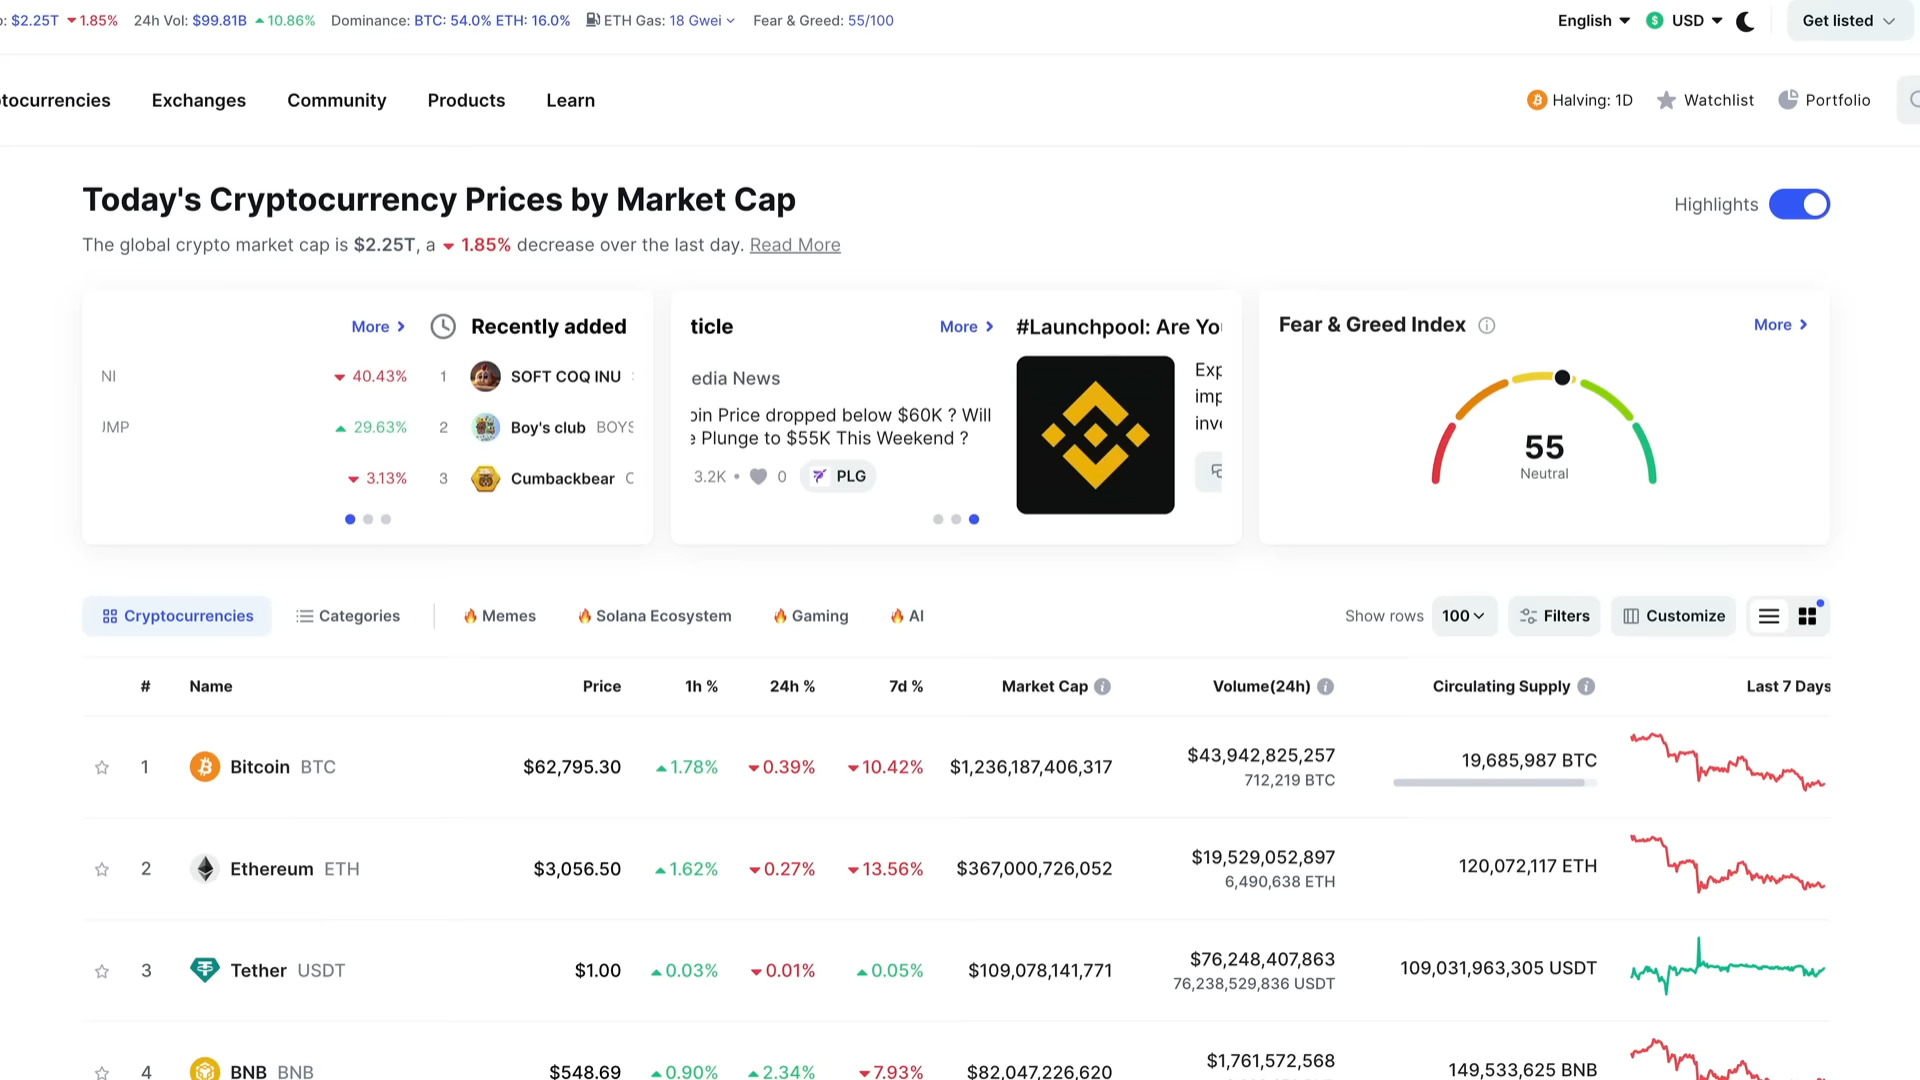 $2.25T 1.85% 24h Vol: $99.81B 10.86% Dominance: BTC: 54.0% ETH: 16.0% ETH Gas: 18 Gwei Fear & Greed: 55/100
English USD Get listed
tocurrencies Exchanges Community Products Learn
Halving: 1D Watchlist Portfolio
Today's Cryptocurrency Prices by Market Cap
Highlights
The global crypto market cap is $2.25T, a 1.85% decrease over the last day. Read More
More
NI 40.43%
JMP 29.63%
3.13%
Recently added
1 SOFT COQ INU
2 Boy's club BOYS
3 Cumbackbear
ticle More
edia News
oin Price dropped below $60K ? Will
e Plunge to $55K This Weekend ?
3.2K • 0 PLG
#Launchpool: Are You
Exp
imp
inve
Fear & Greed Index More
55
Neutral
Cryptocurrencies Categories Memes Solana Ecosystem Gaming AI
Show rows 100 Filters Customize
# Name Price 1h % 24h % 7d % Market Cap Volume(24h) Circulating Supply Last 7 Days
1 Bitcoin BTC $62,795.30 1.78% 0.39% 10.42% $1,236,187,406,317 $43,942,825,257 19,685,987 BTC
712,219 BTC
2 Ethereum ETH $3,056.50 1.62% 0.27% 13.56% $367,000,726,052 $19,529,052,897 120,072,117 ETH
6,490,638 ETH
3 Tether USDT $1.00 0.03% 0.01% 0.05% $109,078,141,771 $76,248,407,863 109,031,963,305 USDT
76,238,529,836 USDT
4 BNB BNB $548.69 0.90% 2.34% 7.93% $82,047,226,620 $1,761,572,568 149,533,625 BNB